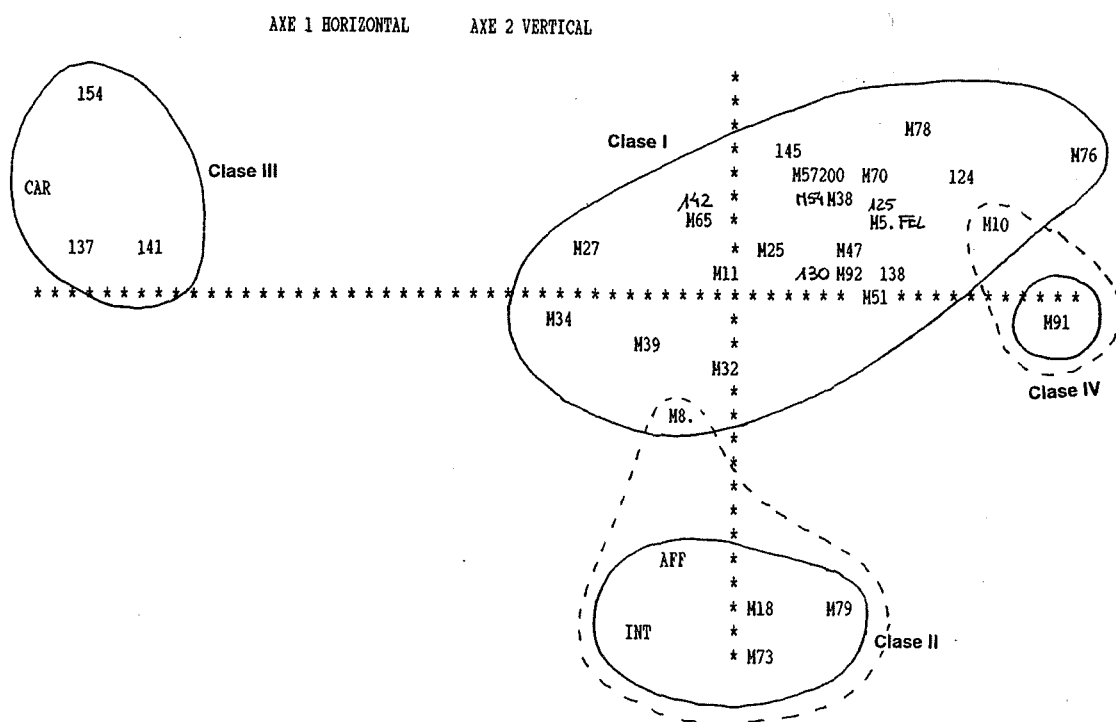 AXE 1 HORIZONTAL AXE 2 VERTICAL
154
M78
Clase I
145
M76
Clase III
CAR
M57200 M70 124
142 M54 M38 125
M65 M5. FEL M10
137 141 M27 M25 M47
M11 130 M92 138
M51
M34 M91
M39
M32
Clase IV
M8.
AFF
M18 M79
INT
Clase II
M73